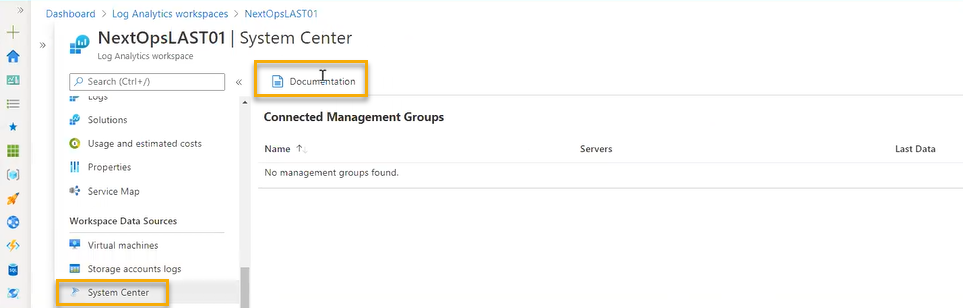 Dashboard > Log Analytics workspaces > NextOpsLAST01
NextOpsLAST01 | System Center
Log Analytics workspace
Search (Ctrl+/)
Documentation
Logs
Solutions
Usage and estimated costs
Properties
Service Map
Workspace Data Sources
Virtual machines
Storage accounts logs
System Center
Connected Management Groups
Name Servers Last Data
No management groups found.